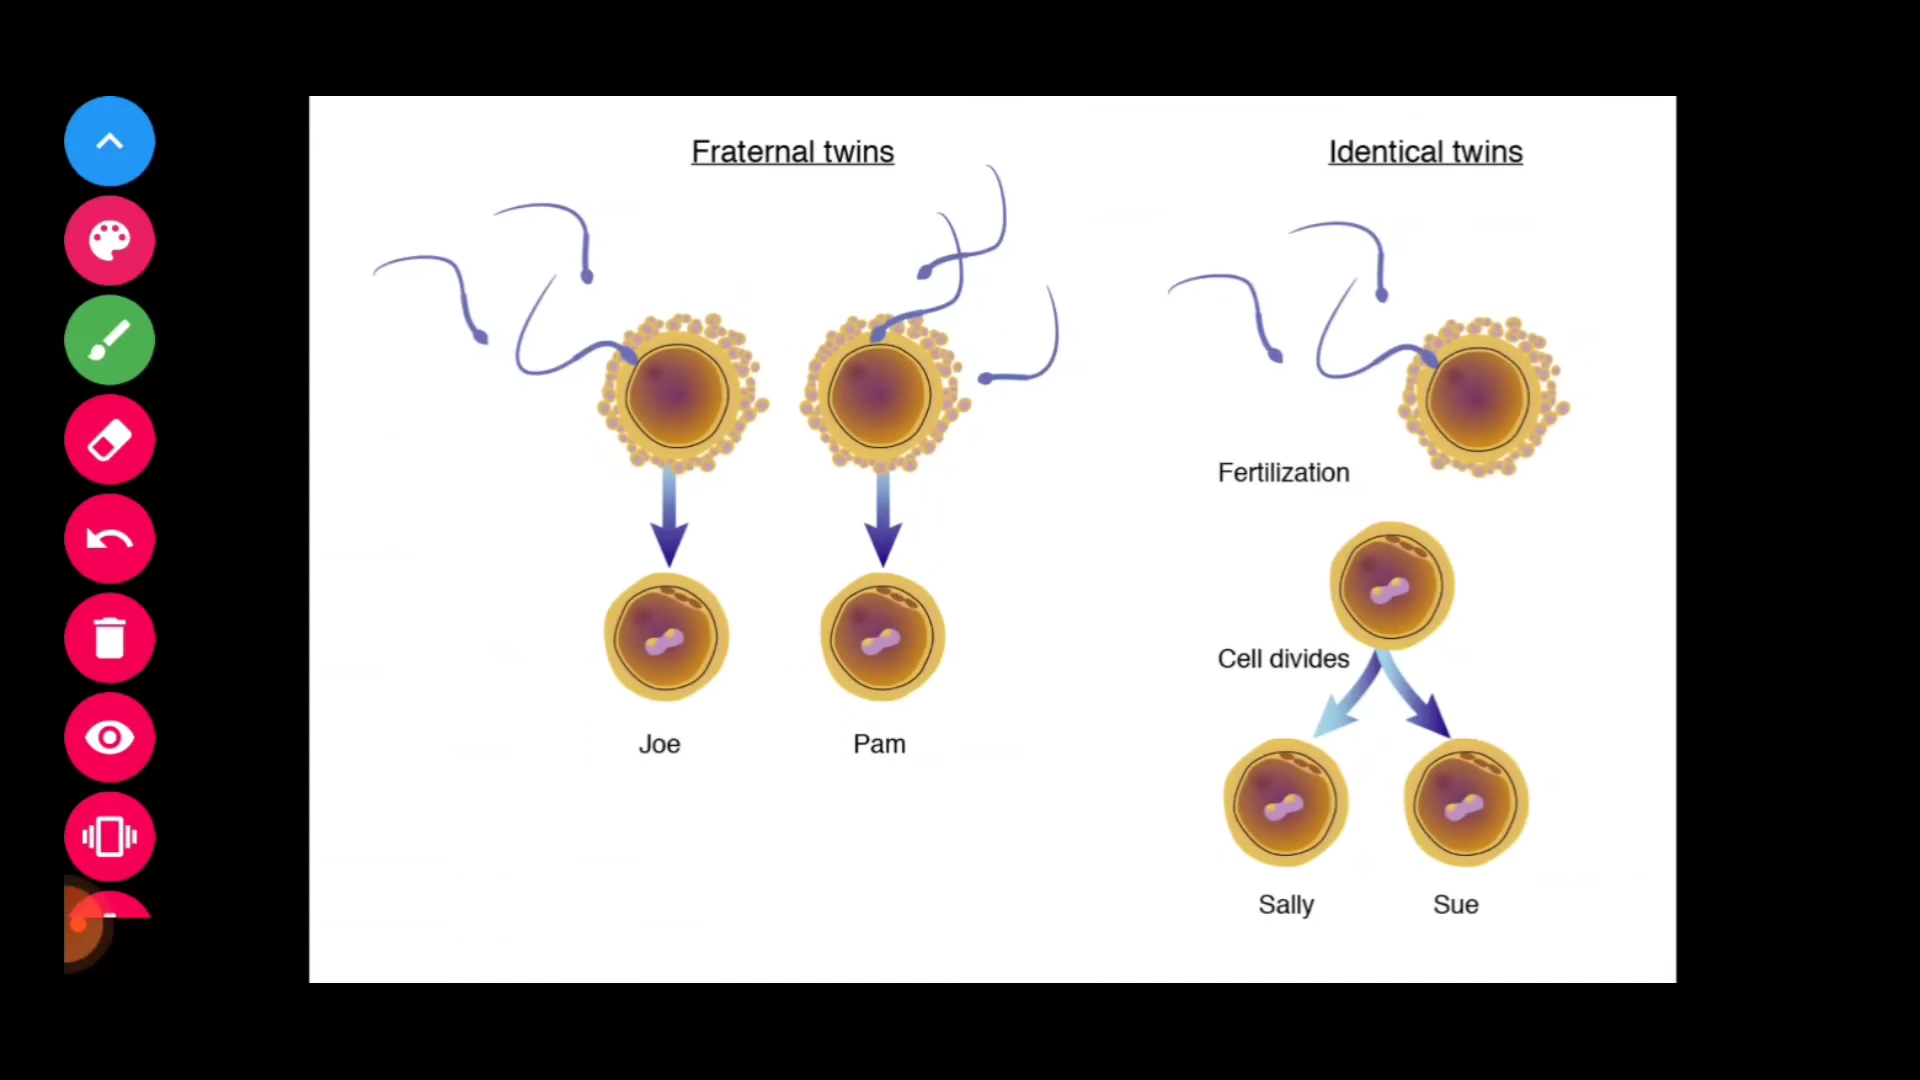 Fraternal twins
Identical twins
Fertilization
Cell divides
Joe
Pam
Sally
Sue